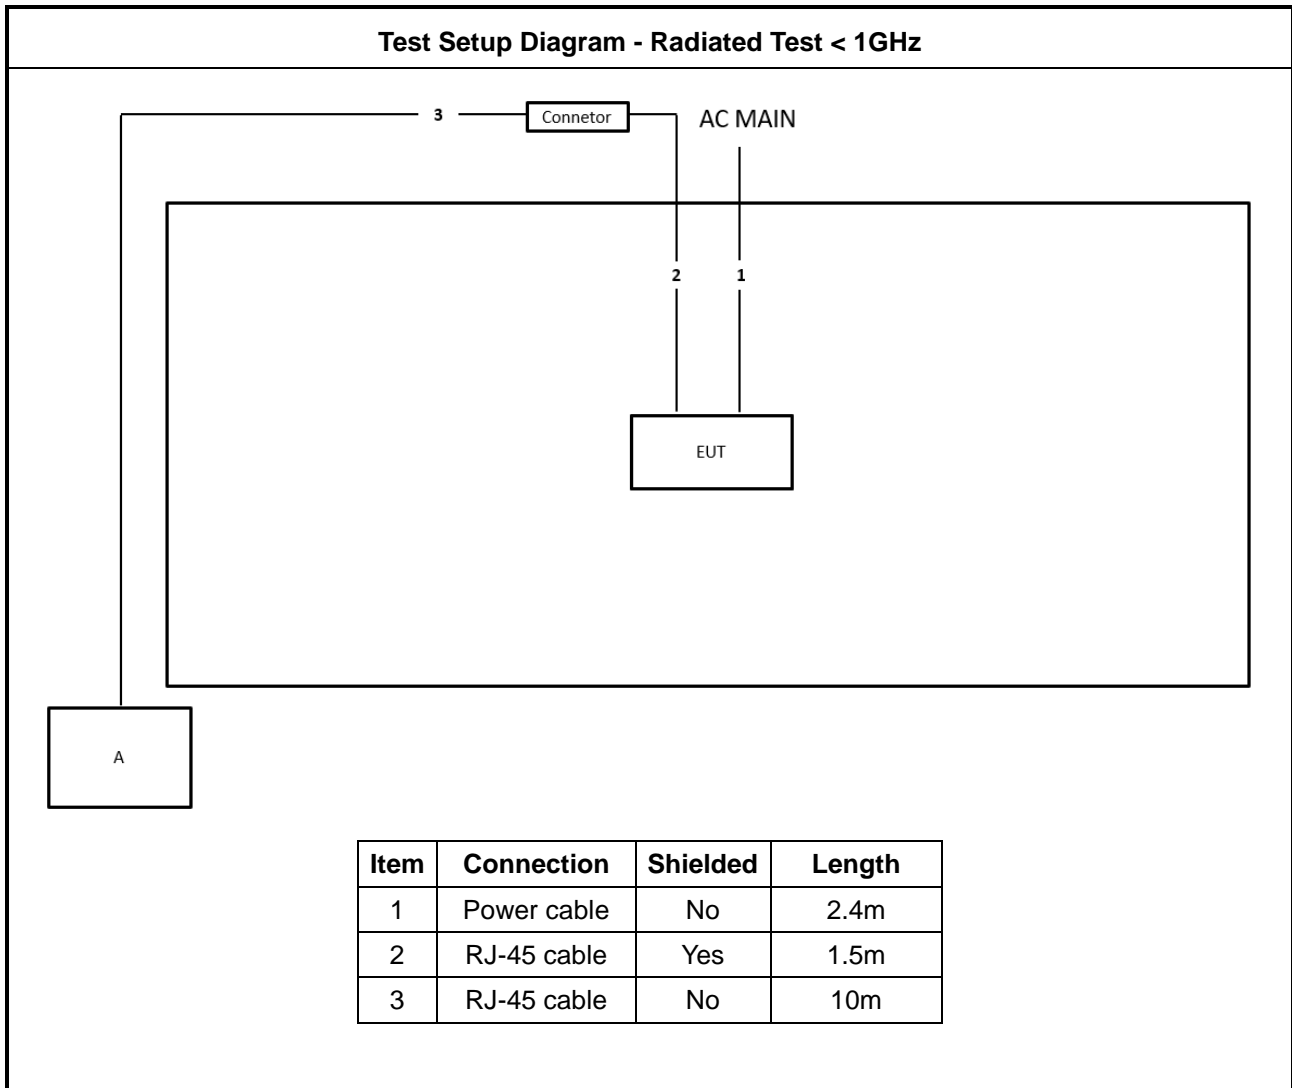 Test Setup Diagram - Radiated Test < 1GHz
3
Connetor
AC MAIN
2
1
EUT
A
Item Connection Shielded Length
1 Power cable No 2.4m
2 RJ-45 cable Yes 1.5m
3 RJ-45 cable No 10m